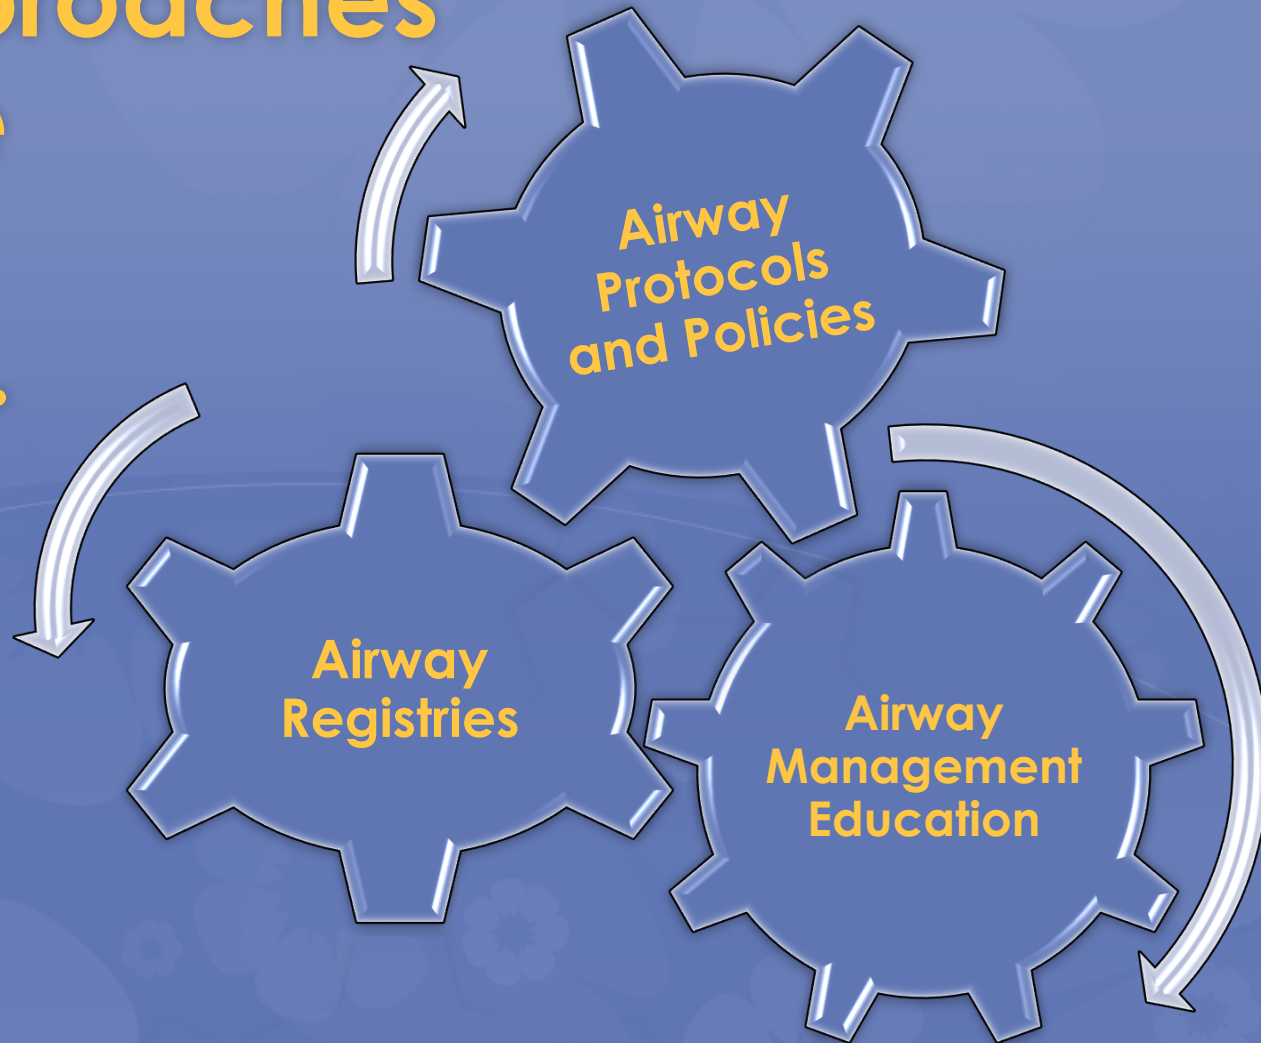 Airway
Protocols
and Policies
Airway
Registries
Airway
Management
Education